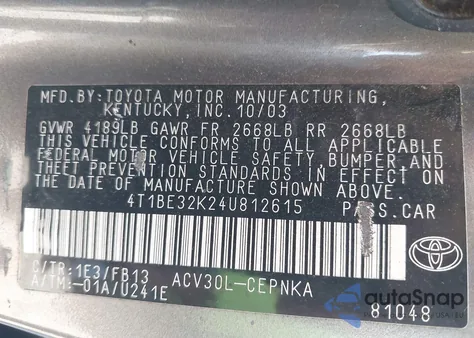 MFD.BY:TOYOTA MOTOR MANUFACTURING,
KENTUCKY, INC. 10/03
GVWR 4189LB GAWR FR 2668LB RR 2668LB
THIS VEHICLE CONFORMS TO ALL APPLICABLE
FEDERAL MOTOR VEHICLE SAFETY, BUMPER, AND
THEFT PREVENTION STANDARDS IN EFFECT ON
THE DATE OF MANUFACTURE SHOWN ABOVE.
4T1BE32K24U812615 PASS.CAR
C/TR:1E3/FB13 ACV30L-CEPNKA
A/TM:-01A/U241E
TOYOTA
81048
autoSnap